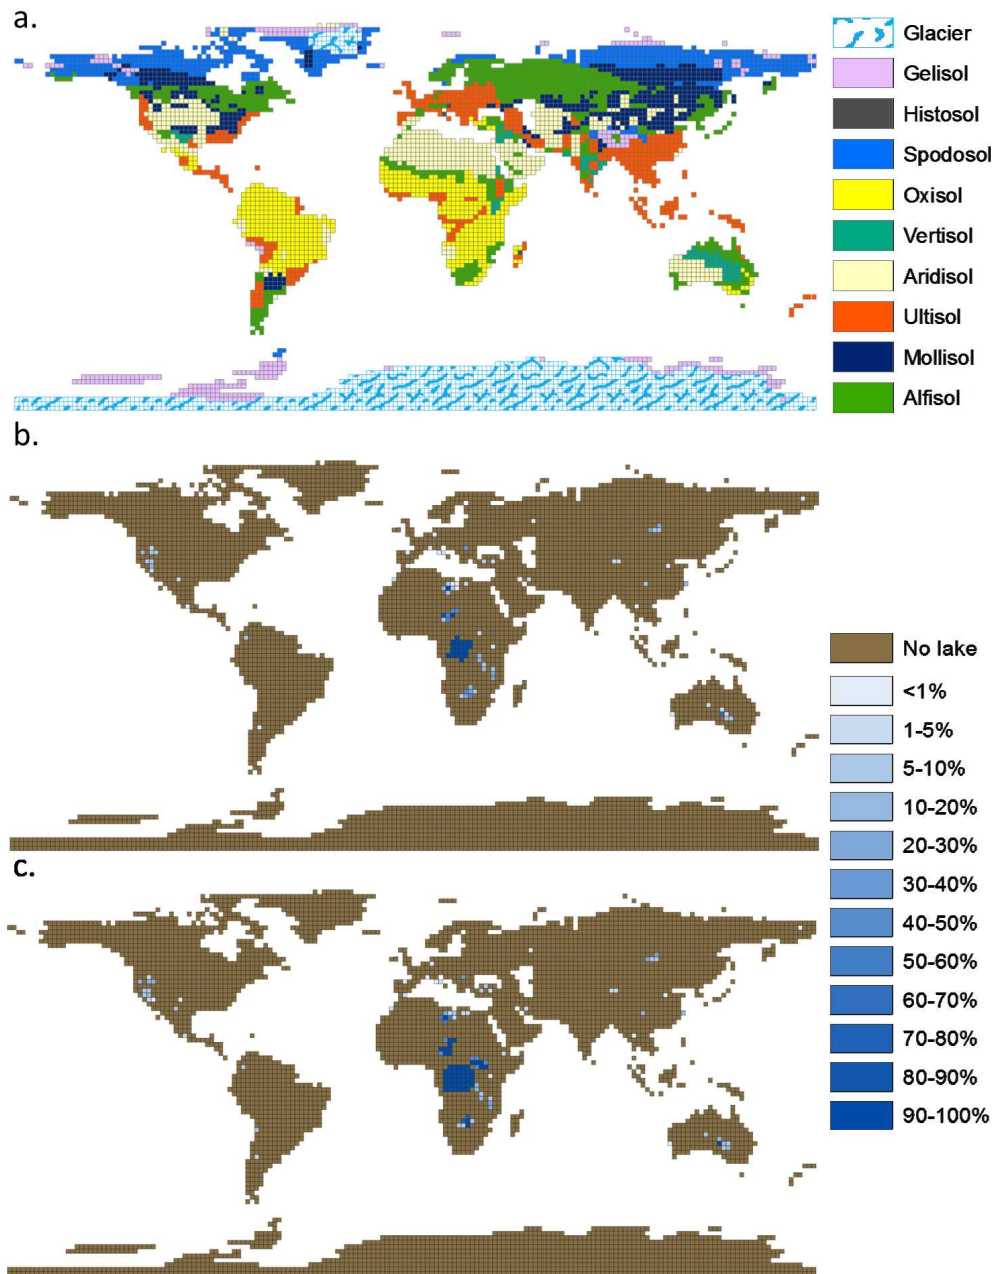 a.
Glacier
Gelisol
Histosol
Spodosol
Oxisol
Vertisol
Aridisol
Ultisol
Mollisol
Alfisol
b.
No lake
<1%
1-5%
5-10%
10-20%
20-30%
30-40%
40-50%
50-60%
60-70%
70-80%
80-90%
90-100%
c.